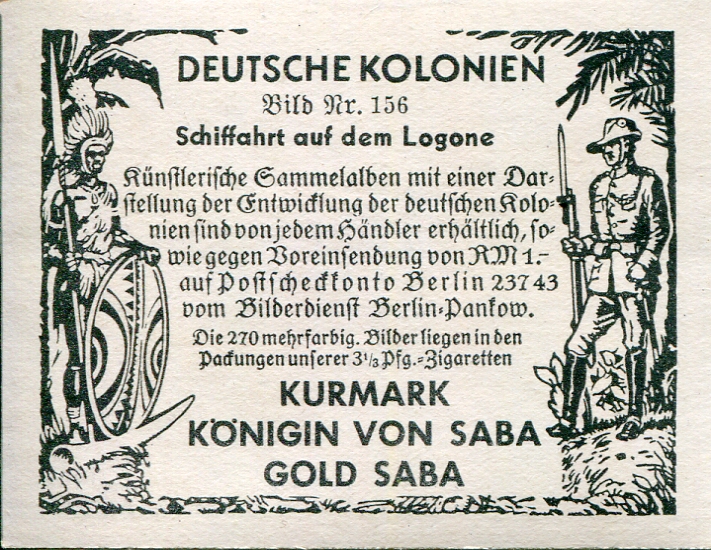 DEUTSCHE KOLONIEN
Bild Nr. 156
Schiffahrt auf dem Logone
Künstlerische Sammelalben mit einer Dar-
stellung der Entwicklung der deutschen Kolo-
nien sind von jedem Händler erhältlich, so-
wie gegen Voreinsendung von RM 1,-
auf Postscheckkonto Berlin 237 43
vom Bilderdienst Berlin-Pankow.
Die 270 mehrfarbig. Bilder liegen in den
Packungen unserer 3⅓ Pfg.-Zigaretten
KURMARK
KÖNIGIN VON SABA
GOLD SABA